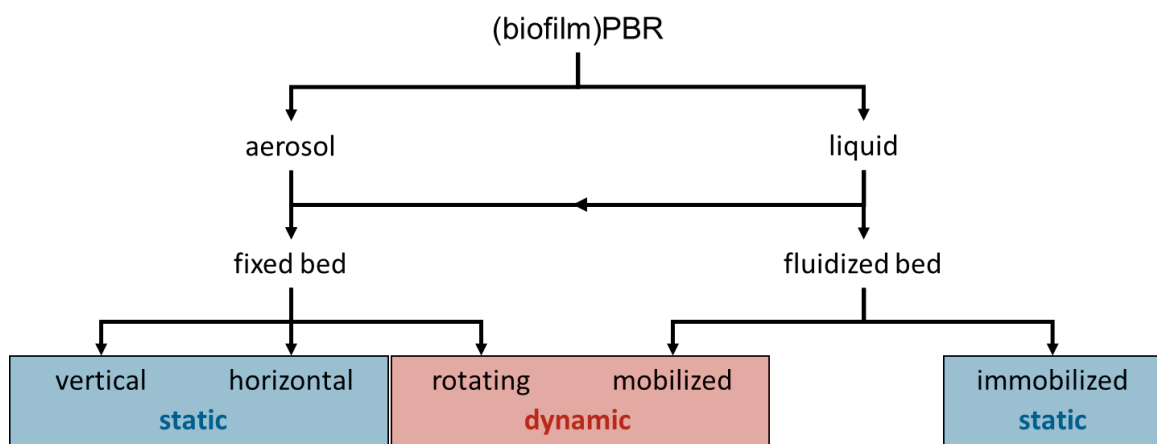 (biofilm)PBR
aerosol liquid
fixed bed fluidized bed
vertical horizontal rotating mobilized immobilized
static dynamic static